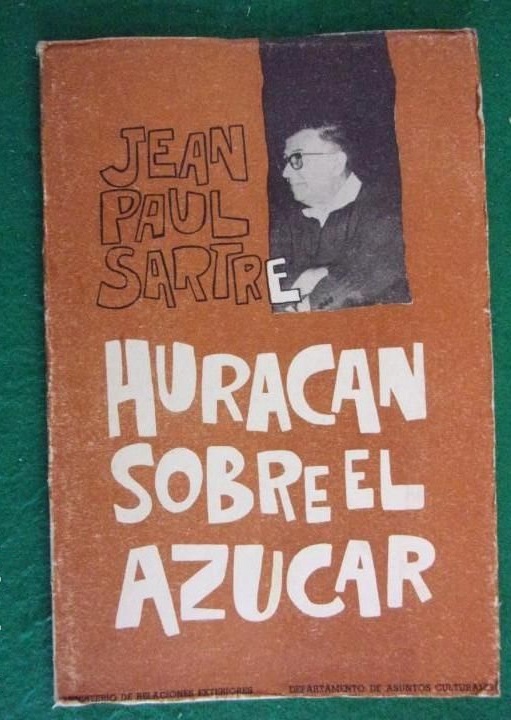 JEAN
PAUL
SARTRE
HURACAN
SOBRE EL
AZUCAR
MINISTERIO DE RELACIONES EXTERIORES DEPARTAMENTO DE ASUNTOS CULTURALES